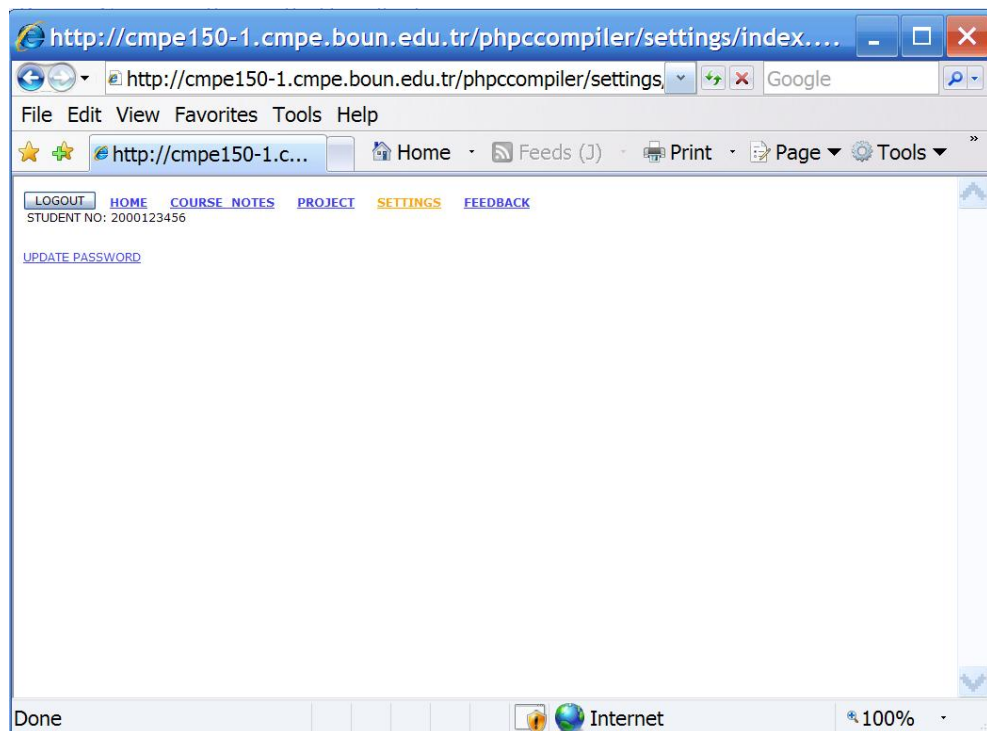 http://cmpe150-1.cmpe.boun.edu.tr/phpccompiler/settings/index....
http://cmpe150-1.cmpe.boun.edu.tr/phpccompiler/settings, Google
File Edit View Favorites Tools Help
http://cmpe150-1.c... Home Feeds (J) Print Page Tools »
LOGOUT HOME COURSE NOTES PROJECT SETTINGS FEEDBACK
STUDENT NO: 2000123456
UPDATE PASSWORD
Done Internet 100%